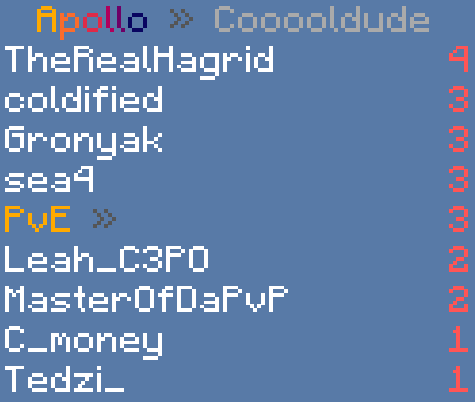 Apollo » Cooooldude
TheRealHagrid 4
coldified 3
Gronyak 3
sea9 3
PvE » 3
Leah_C3PO 2
MasterOfDaPvP 2
C_money 1
Tedzi_ 1